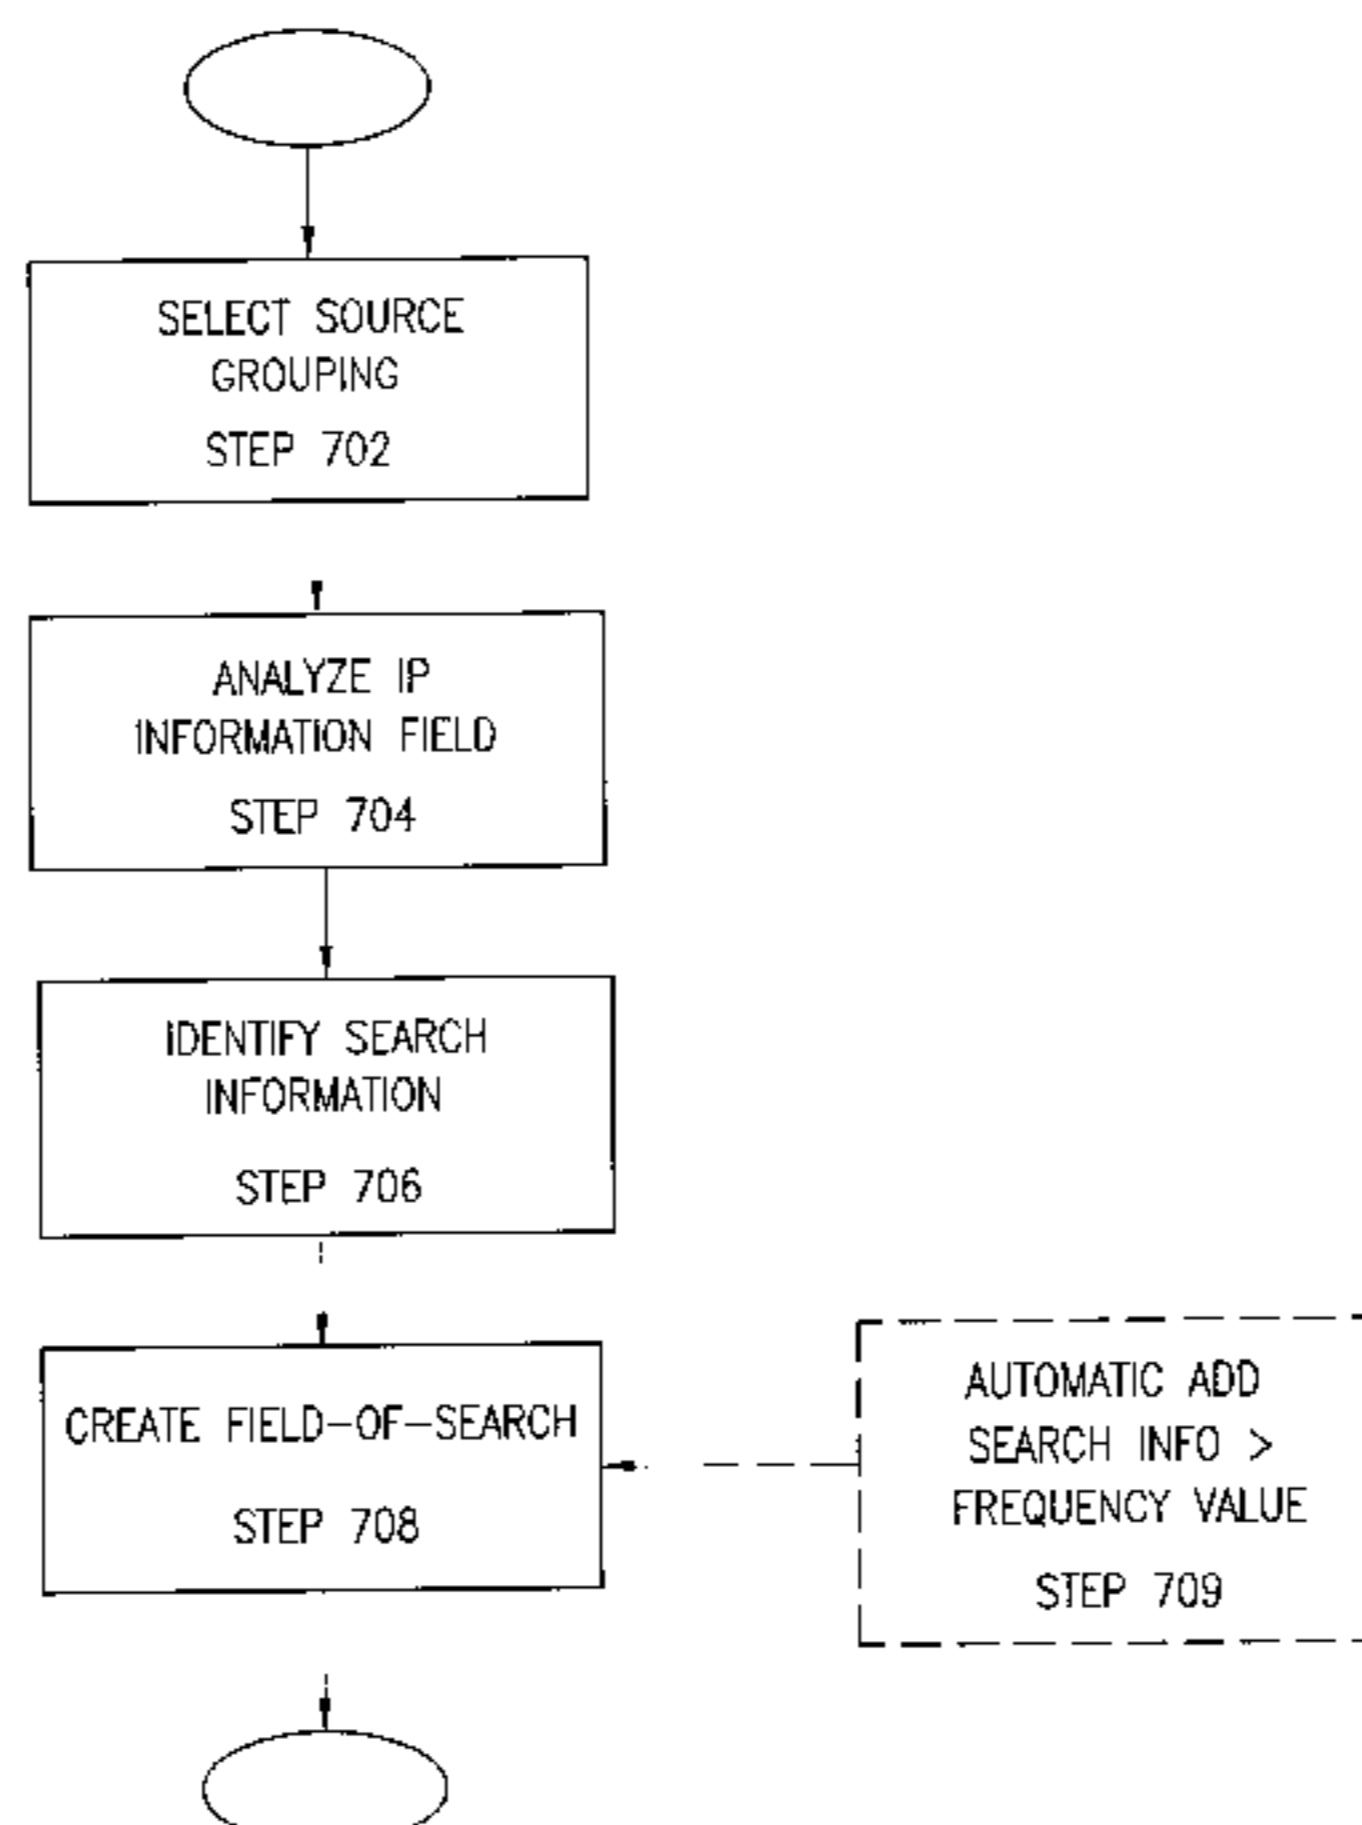 SELECT SOURCE
GROUPING
STEP 702
ANALYZE IP
INFORMATION FIELD
STEP 704
IDENTIFY SEARCH
INFORMATION
STEP 706
CREATE FIELD-OF-SEARCH
STEP 708
AUTOMATIC ADD
SEARCH INFO >
FREQUENCY VALUE
STEP 709